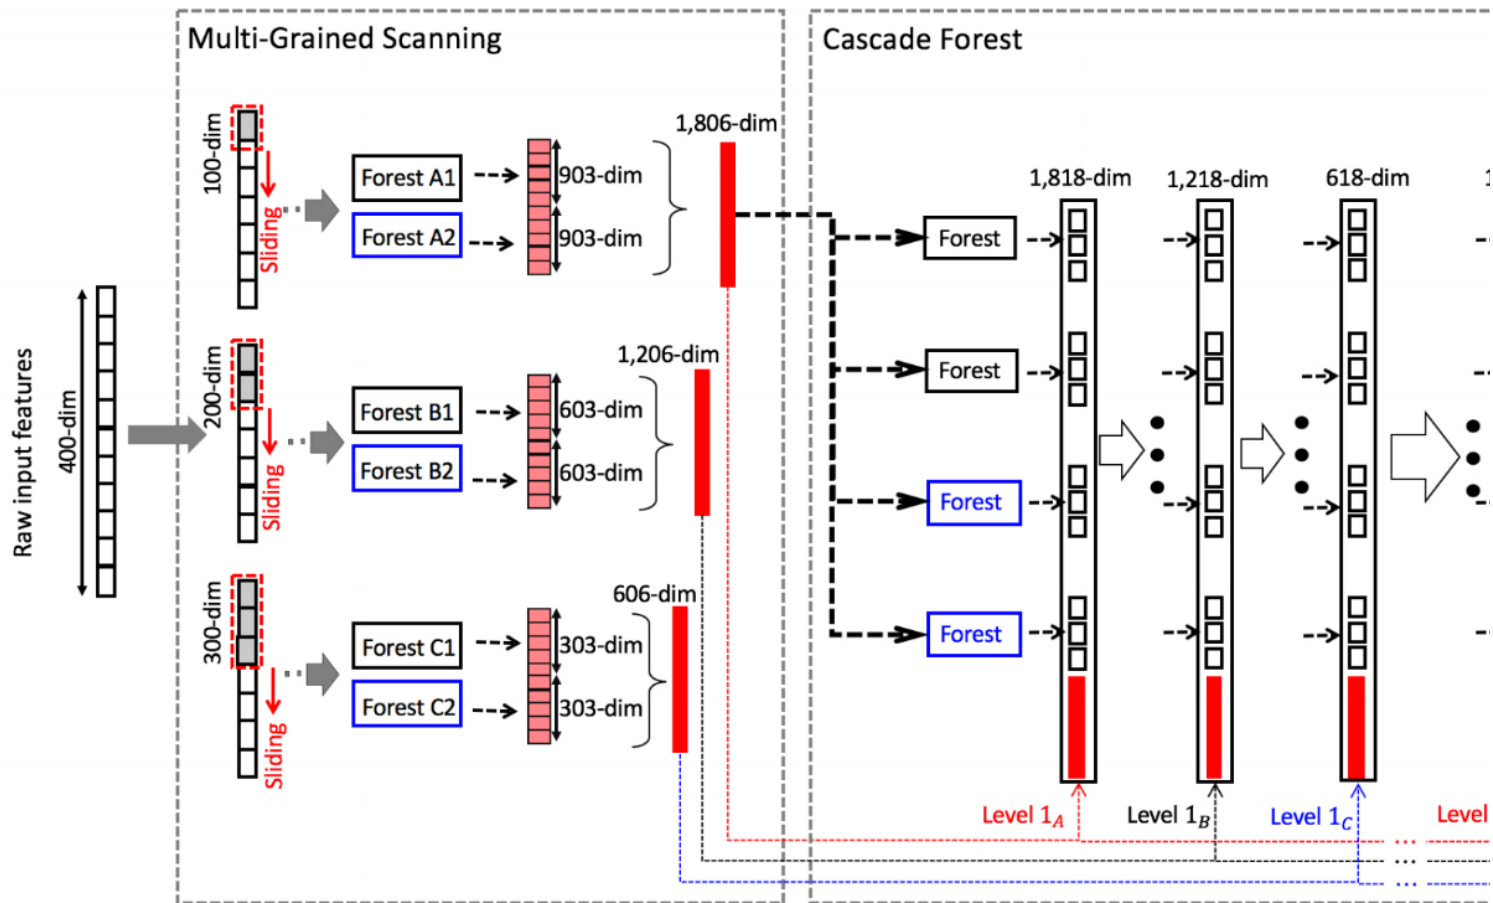 Multi-Grained Scanning
Cascade Forest
Raw input features
400-dim
100-dim
Sliding
Forest A1
Forest A2
903-dim
903-dim
1,806-dim
200-dim
Sliding
Forest B1
Forest B2
603-dim
603-dim
1,206-dim
300-dim
Sliding
Forest C1
Forest C2
303-dim
303-dim
606-dim
Forest
Forest
Forest
Forest
1,818-dim
1,218-dim
618-dim
1
Level 1A
Level 1B
Level 1C
Level
...
...
...